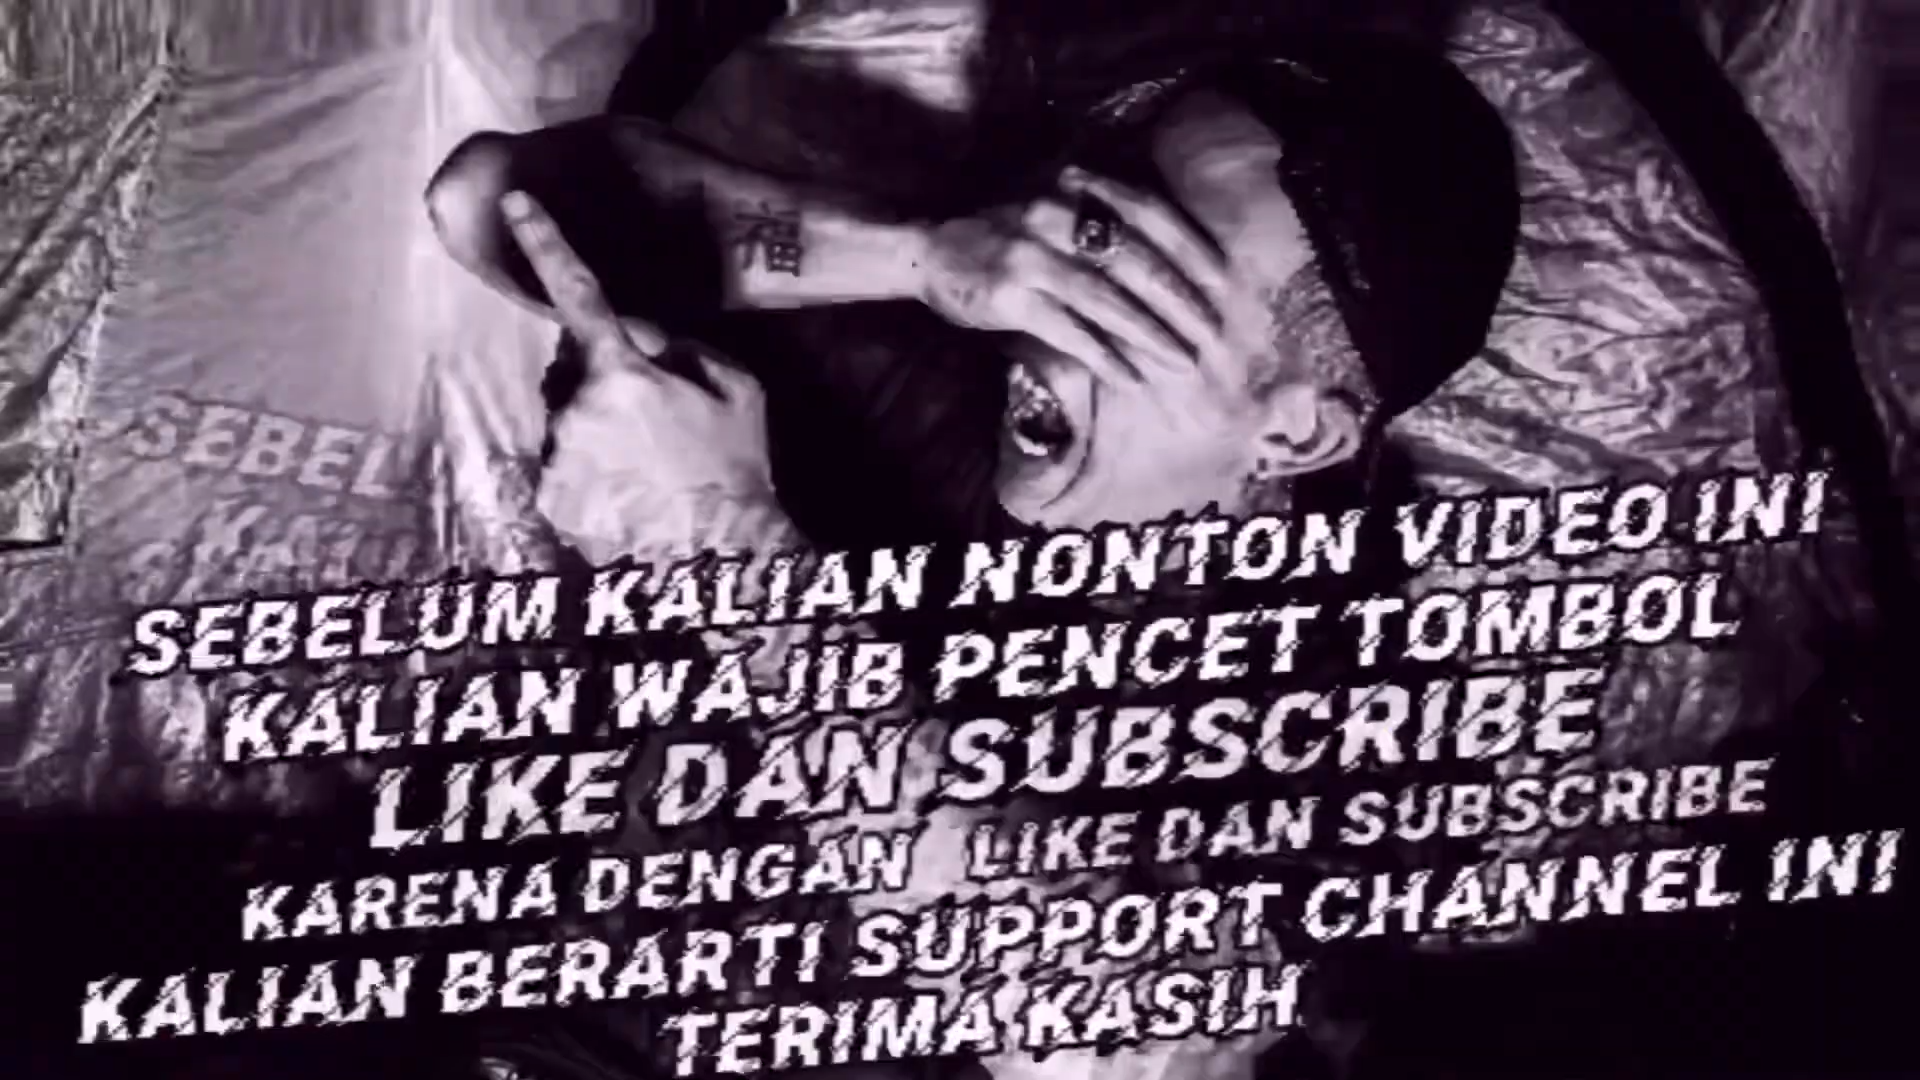 SEBEL
SEBELUM KALIAN NONTON VIDEO INI
KALIAN WAJIB PENCET TOMBOL
LIKE DAN SUBSCRIBE
KARENA DENGAN LIKE DAN SUBSCRIBE
KALIAN BERARTI SUPPORT CHANNEL INI
TERIMA KASIH